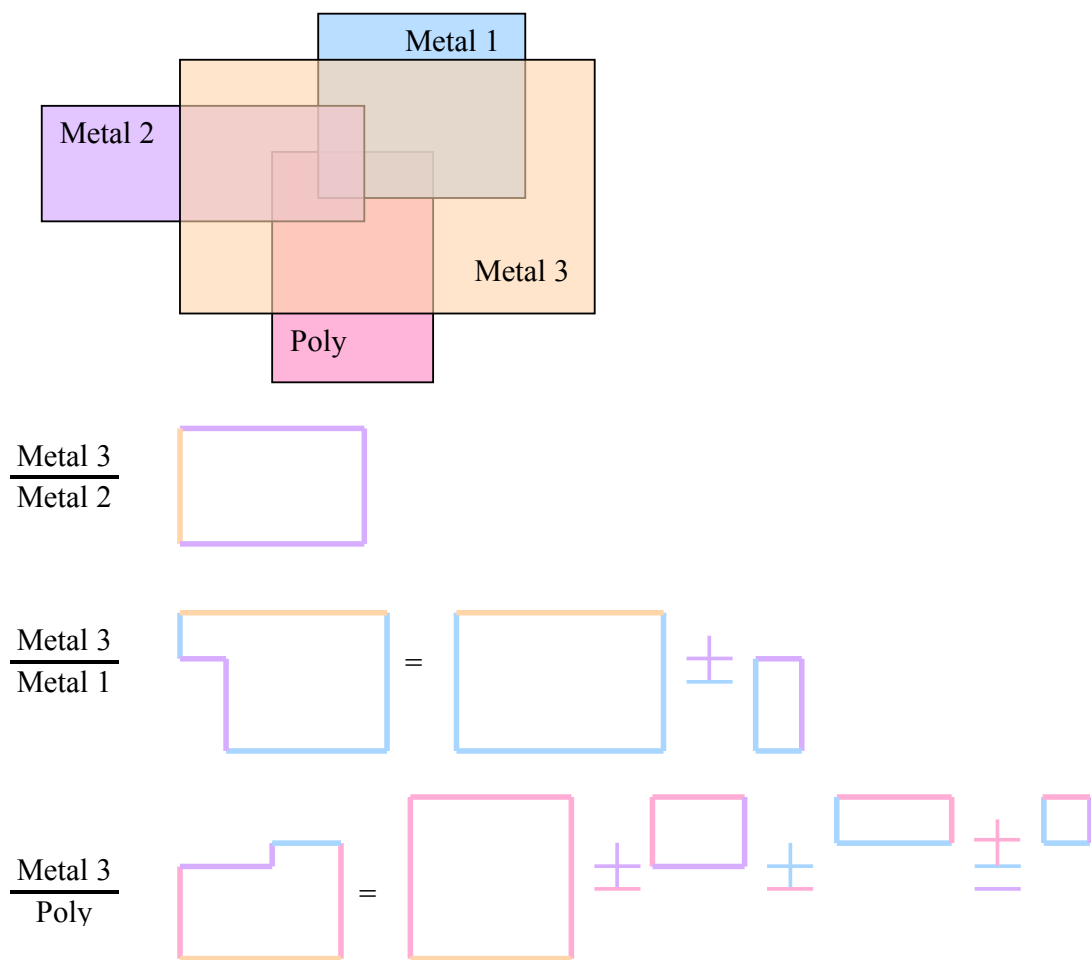 Metal 1
Metal 2
Metal 3
Poly
Metal 3
Metal 2
Metal 3
Metal 1
=
±
Metal 3
Poly
=
±
±
±